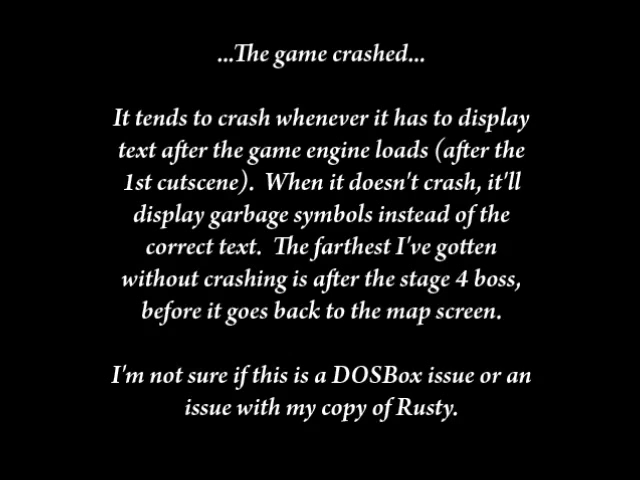 ...The game crashed...
It tends to crash whenever it has to display
text after the game engine loads (after the
1st cutscene).  When it doesn't crash, it'll
display garbage symbols instead of the
correct text.  The farthest I've gotten
without crashing is after the stage 4 boss,
before it goes back to the map screen.
I'm not sure if this is a DOSBox issue or an
issue with my copy of Rusty.